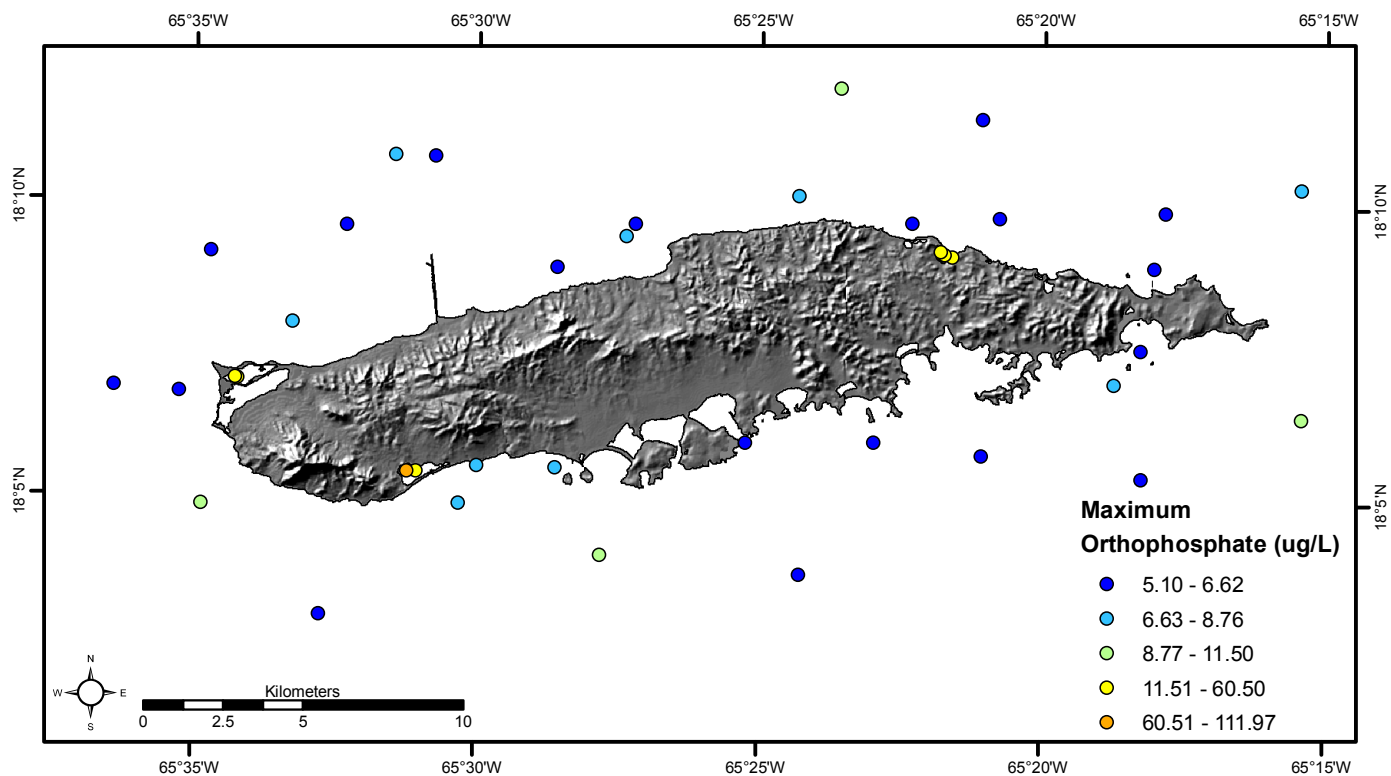 65°35'W 65°30'W 65°25'W 65°20'W 65°15'W
18°10'N 18°10'N
18°5'N 18°5'N
Maximum
Orthophosphate (ug/L)
5.10 - 6.62
6.63 - 8.76
8.77 - 11.50
11.51 - 60.50
60.51 - 111.97
N
W E
S
Kilometers
0 2.5 5 10
65°35'W 65°30'W 65°25'W 65°20'W 65°15'W